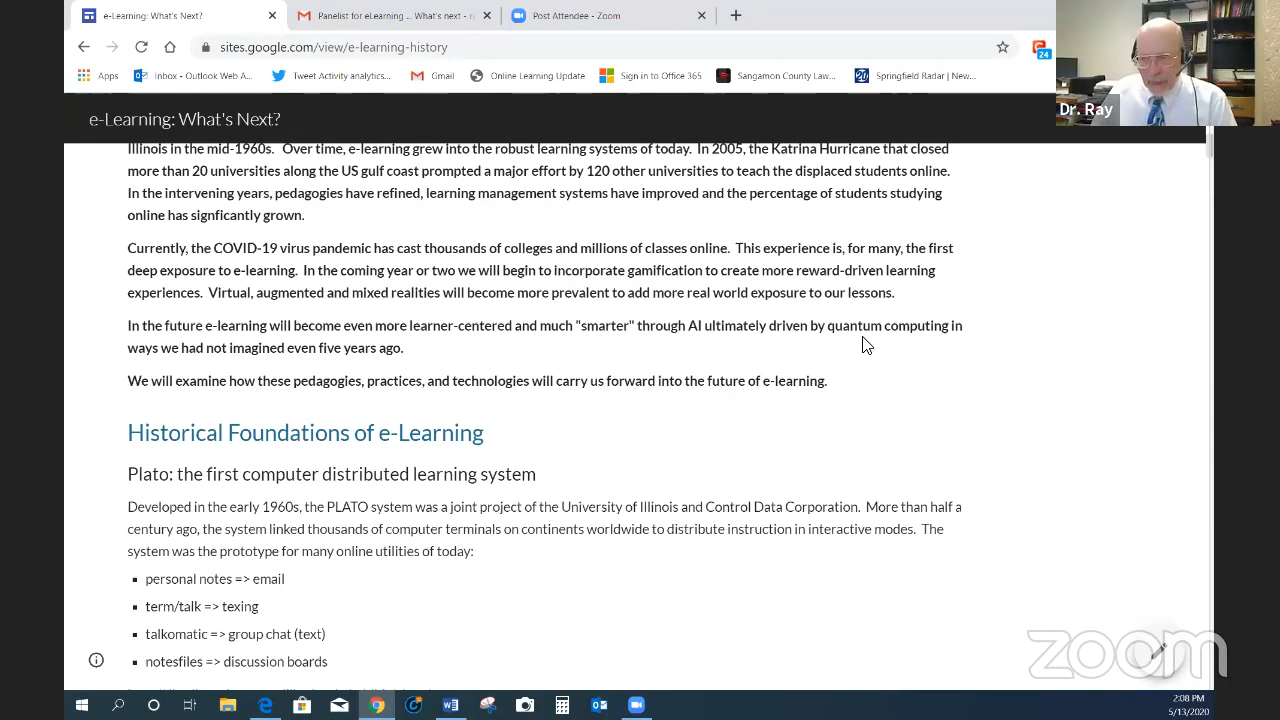 e-Learning: What's Next?
Panelist for eLearning ... What's next - r
Post Attendee - Zoom
sites.google.com/view/e-learning-history
24
Apps
Inbox - Outlook Web A...
Tweet Activity analytics...
Gmail
Online Learning Update
Sign in to Office 365
Sangamon County Law...
20
Springfield Radar | New...
Dr. Ray
e-Learning: What's Next?
Illinois in the mid-1960s. Over time, e-learning grew into the robust learning systems of today. In 2005, the Katrina Hurricane that closed
more than 20 universities along the US gulf coast prompted a major effort by 120 other universities to teach the displaced students online.
In the intervening years, pedagogies have refined, learning management systems have improved and the percentage of students studying
online has signficantly grown.
Currently, the COVID-19 virus pandemic has cast thousands of colleges and millions of classes online. This experience is, for many, the first
deep exposure to e-learning. In the coming year or two we will begin to incorporate gamification to create more reward-driven learning
experiences. Virtual, augmented and mixed realities will become more prevalent to add more real world exposure to our lessons.
In the future e-learning will become even more learner-centered and much "smarter" through AI ultimately driven by quantum computing in
ways we had not imagined even five years ago.
We will examine how these pedagogies, practices, and technologies will carry us forward into the future of e-learning.
Historical Foundations of e-Learning
Plato: the first computer distributed learning system
Developed in the early 1960s, the PLATO system was a joint project of the University of Illinois and Control Data Corporation. More than half a
century ago, the system linked thousands of computer terminals on continents worldwide to distribute instruction in interactive modes. The
system was the prototype for many online utilities of today:
▪ personal notes => email
▪ term/talk => texing
▪ talkomatic => group chat (text)
▪ notesfiles => discussion boards
zoom
2:08 PM
5/13/2020